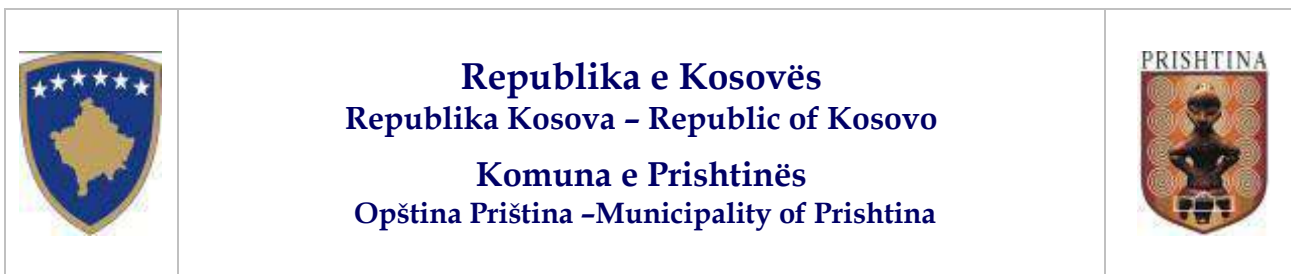 Republika e Kosovës
Republika Kosova – Republic of Kosovo
Komuna e Prishtinës
Opština Priština –Municipality of Prishtina
PRISHTINA